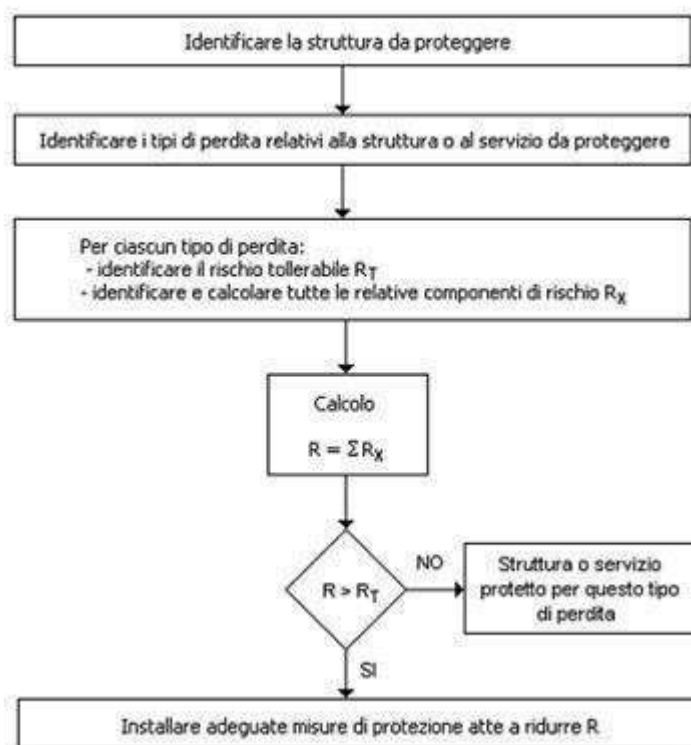 Identificare la struttura da proteggere
Identificare i tipi di perdita relativi alla struttura o al servizio da proteggere
Per ciascun tipo di perdita:
- identificare il rischio tollerabile RT
- identificare e calcolare tutte le relative componenti di rischio RX
Calcolo
R = ΣRX
R > RT
NO
Struttura o servizio
protetto per questo tipo
di perdita
SI
Installare adeguate misure di protezione atte a ridurre R